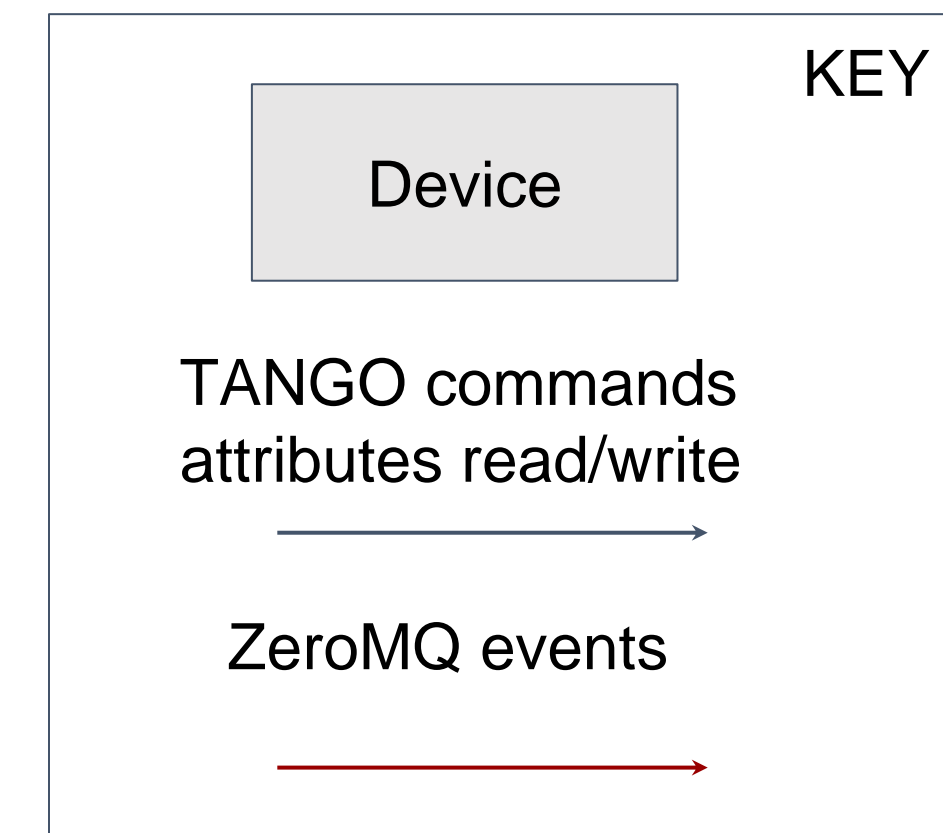 KEY
Device
TANGO commands
attributes read/write
ZeroMQ events